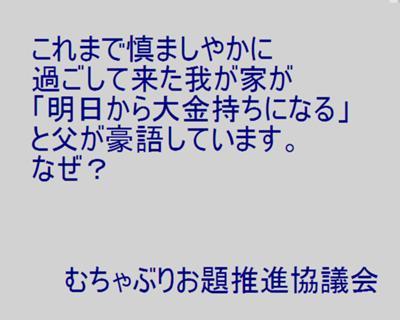 これまで慎ましやかに
過ごして来た我が家が
「明日から大金持ちになる」
と父が豪語しています。
なぜ？
むちゃぶりお題推進協議会